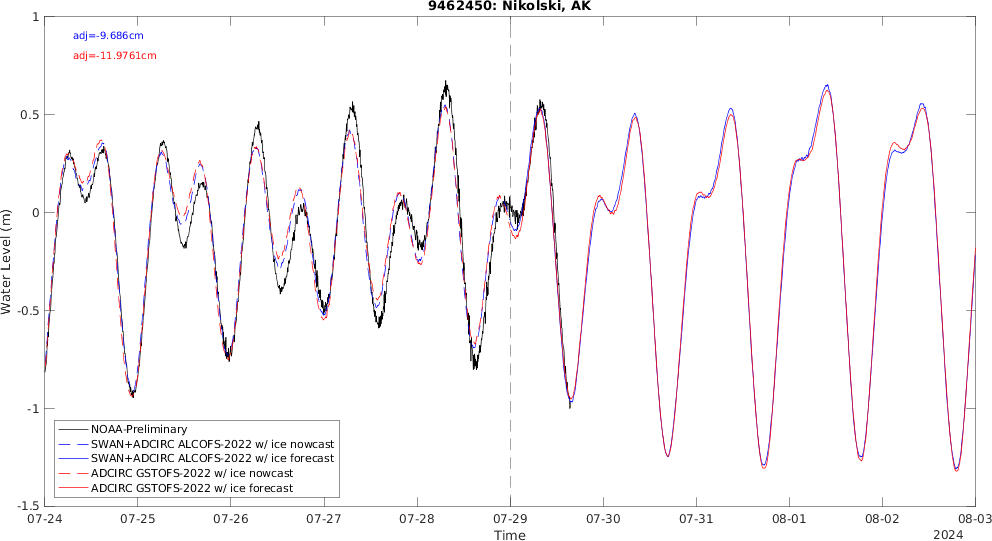 9462450: Nikolski, AK
adj=-9.686cm
adj=-11.9761cm
1
0.5
0
-0.5
-1
-1.5
Water Level (m)
NOAA-Preliminary
SWAN+ADCIRC ALCOFS-2022 w/ ice nowcast
SWAN+ADCIRC ALCOFS-2022 w/ ice forecast
ADCIRC GSTOFS-2022 w/ ice nowcast
ADCIRC GSTOFS-2022 w/ ice forecast
07-24 07-25 07-26 07-27 07-28 07-29 07-30 07-31 08-01 08-02 08-03
Time
2024